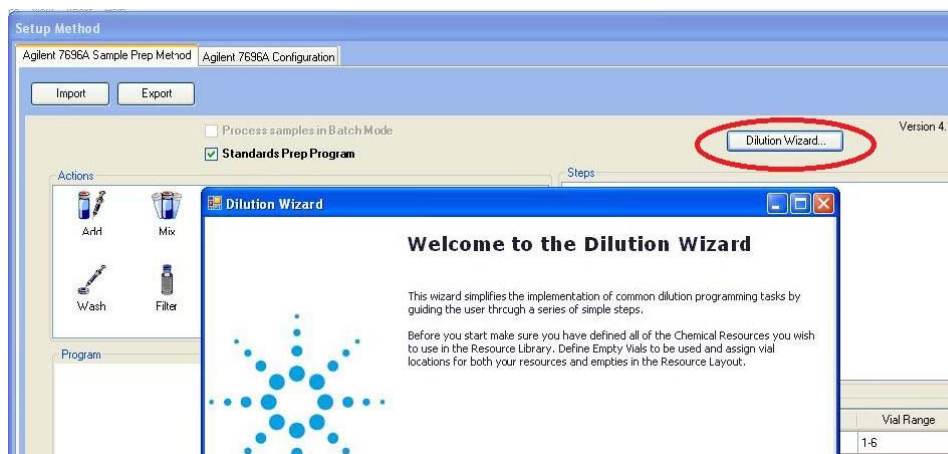 Setup Method
Agilent 7696A Sample Prep Method Agilent 7696A Configuration
Import Export
Process samples in Batch Mode
Dilution Wizard...
Version 4.
Standards Prep Program
Actions
Steps
Add Mix
Wash Filter
Program
Dilution Wizard
Welcome to the Dilution Wizard
This wizard simplifies the implementation of common dilution programming tasks by
guiding the user through a series of simple steps.
Before you start make sure you have defined all of the Chemical Resources you wish
to use in the Resource Library. Define Empty Vials to be used and assign vial
locations for both your resources and empties in the Resource Layout.
Vial Range
1-6